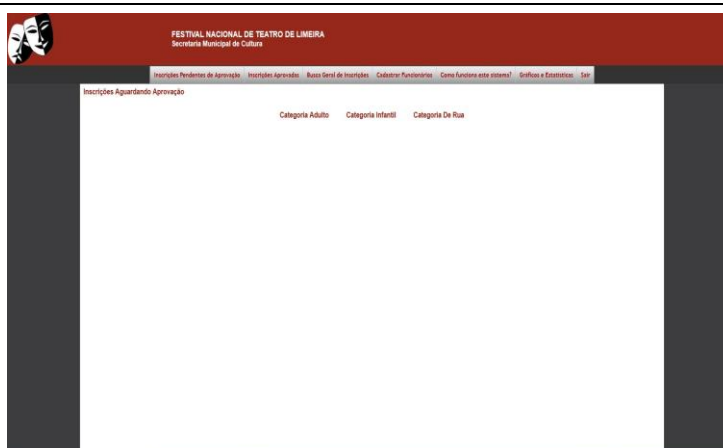 FESTIVAL NACIONAL DE TEATRO DE LIMEIRA
Secretaria Municipal de Cultura
Inscrições Pendentes de Aprovação Inscrições Aprovadas Busca Geral de Inscrições Cadastrar Funcionários Como funciona este sistema? Gráficos e Estatísticas Sair
Inscrições Aguardando Aprovação
Categoria Adulto Categoria Infantil Categoria De Rua